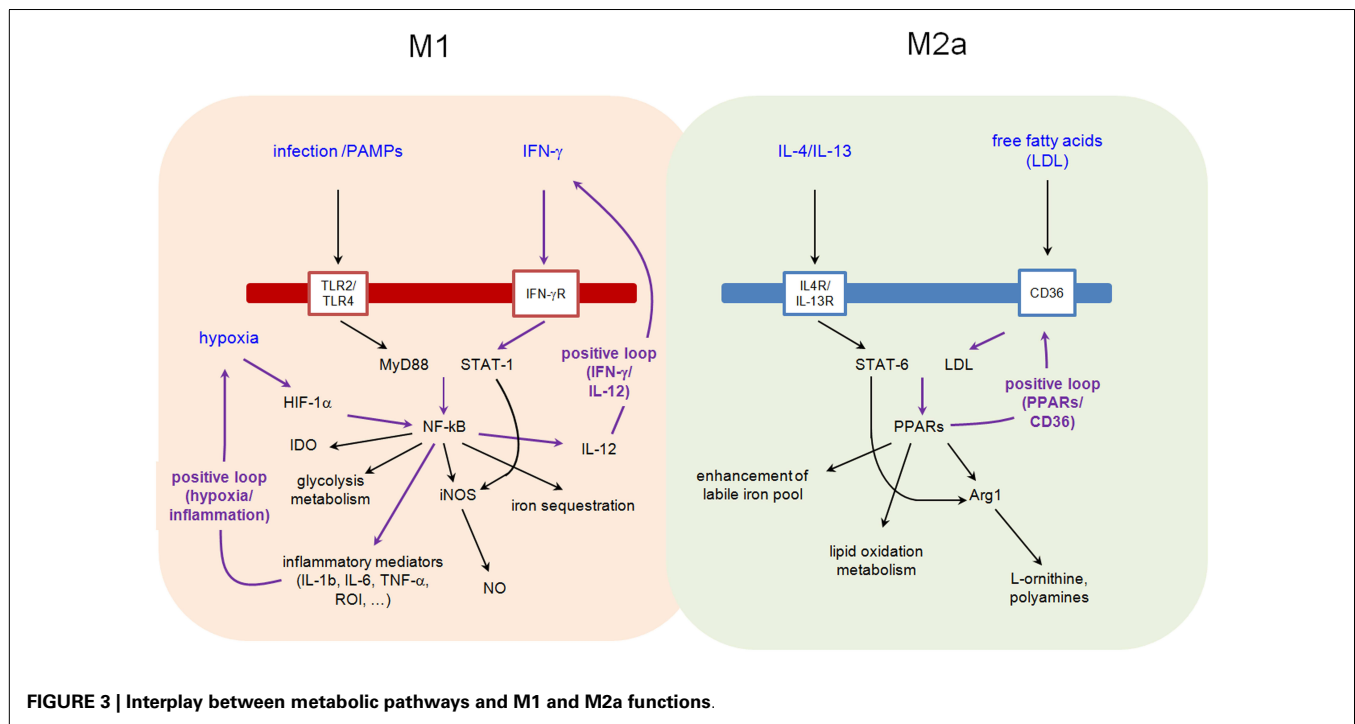 M1
M2a
infection /PAMPs
IFN-γ
IL-4/IL-13
free fatty acids
(LDL)
TLR2/
TLR4
IFN-γR
IL4R/
IL-13R
CD36
hypoxia
MyD88
STAT-1
positive loop
(IFN-γ/
IL-12)
STAT-6
LDL
positive loop
(PPARs/
CD36)
HIF-1α
NF-kB
PPARs
IDO
IL-12
glycolysis
metabolism
iNOS
iron sequestration
positive loop
(hypoxia/
inflammation)
enhancement of
labile iron pool
Arg1
inflammatory mediators
(IL-1b, IL-6, TNF-α,
ROI, …)
NO
lipid oxidation
metabolism
L-ornithine,
polyamines
FIGURE 3 | Interplay between metabolic pathways and M1 and M2a functions.